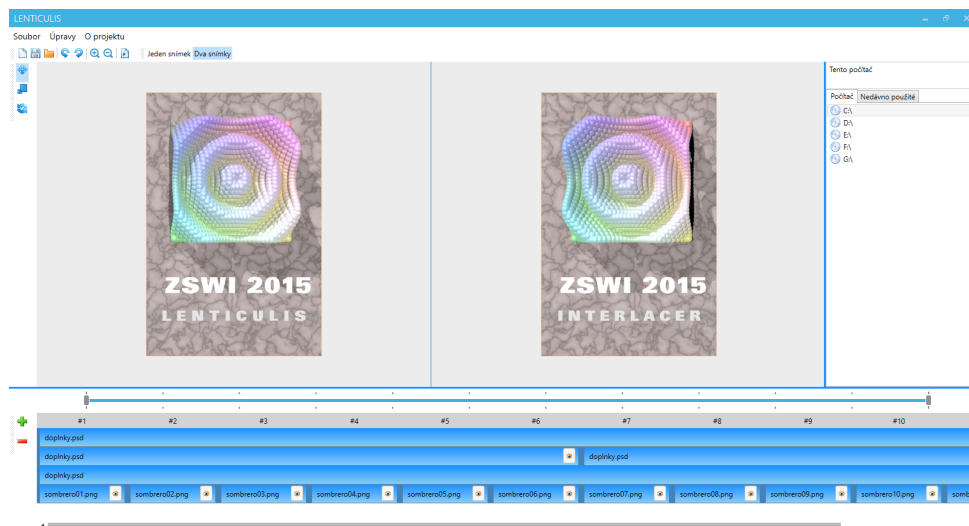 LENTICULIS
Soubor Úpravy O projektu
Jeden snímek Dva snímky
Tento počítač
Počítač Nedávno použité
C:\
D:\
E:\
F:\
G:\
ZSWI 2015
LENTICULIS
ZSWI 2015
INTERLACER
#1 #2 #3 #4 #5 #6 #7 #8 #9 #10
doplnky.psd
doplnky.psd doplnky.psd
doplnky.psd
sombrero01.png sombrero02.png sombrero03.png sombrero04.png sombrero05.png sombrero06.png sombrero07.png sombrero08.png sombrero09.png sombrero10.png